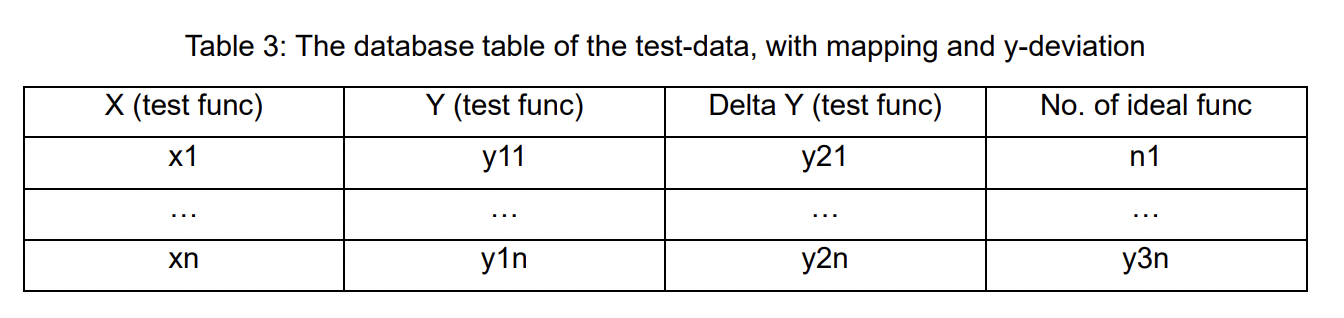 Table 3: The database table of the test-data, with mapping and y-deviation
X (test func) Y (test func) Delta Y (test func) No. of ideal func
x1 y11 y21 n1
… … … …
xn y1n y2n y3n